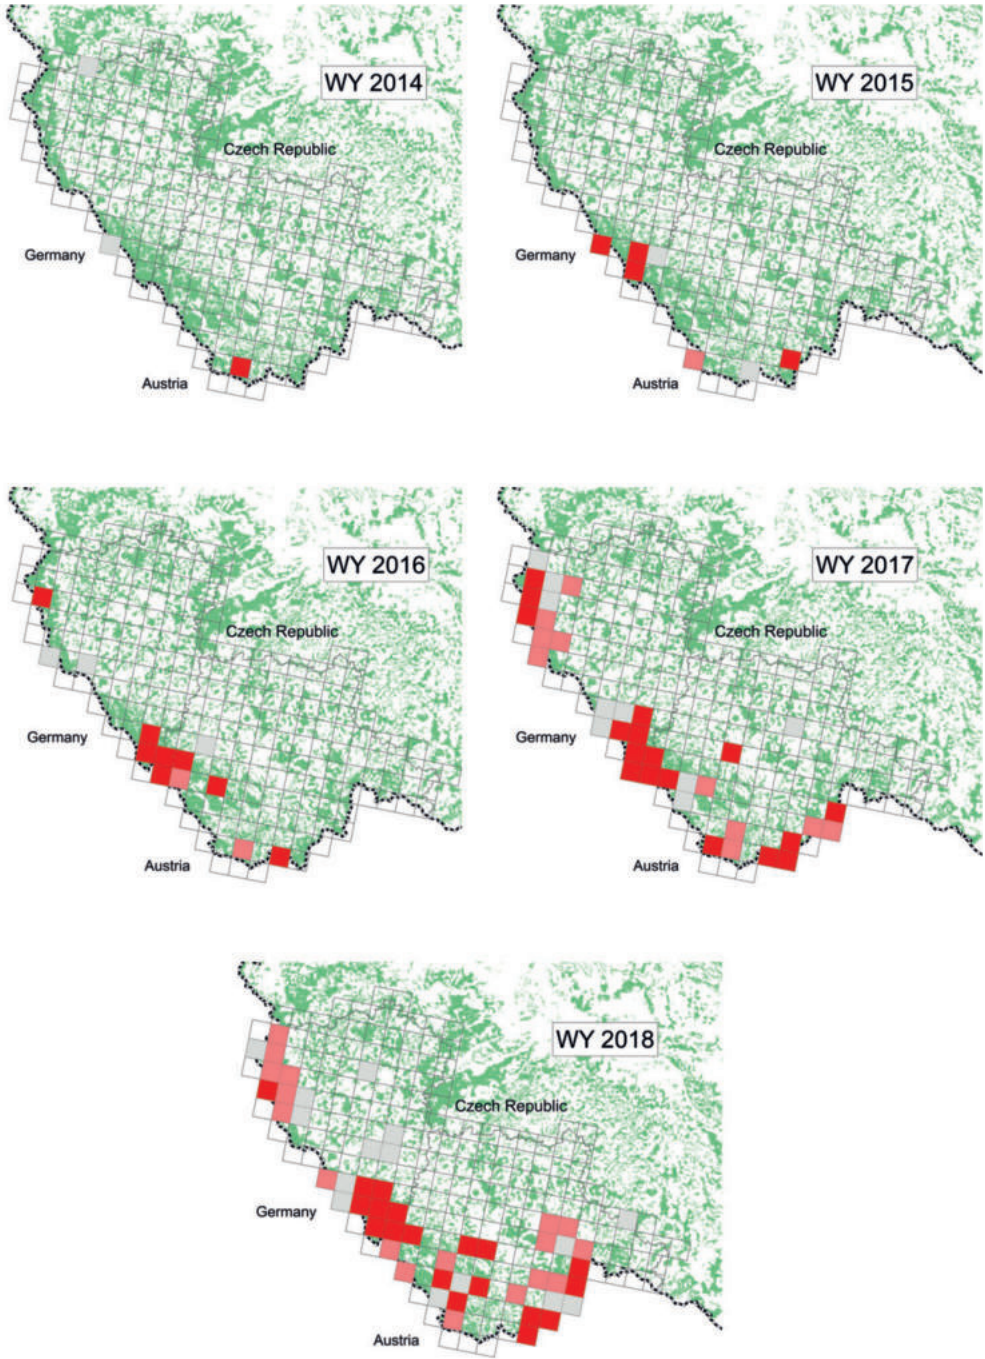 WY 2014
Czech Republic
Germany
Austria
WY 2015
Czech Republic
Germany
Austria
WY 2016
Czech Republic
Germany
Austria
WY 2017
Czech Republic
Germany
Austria
WY 2018
Czech Republic
Germany
Austria